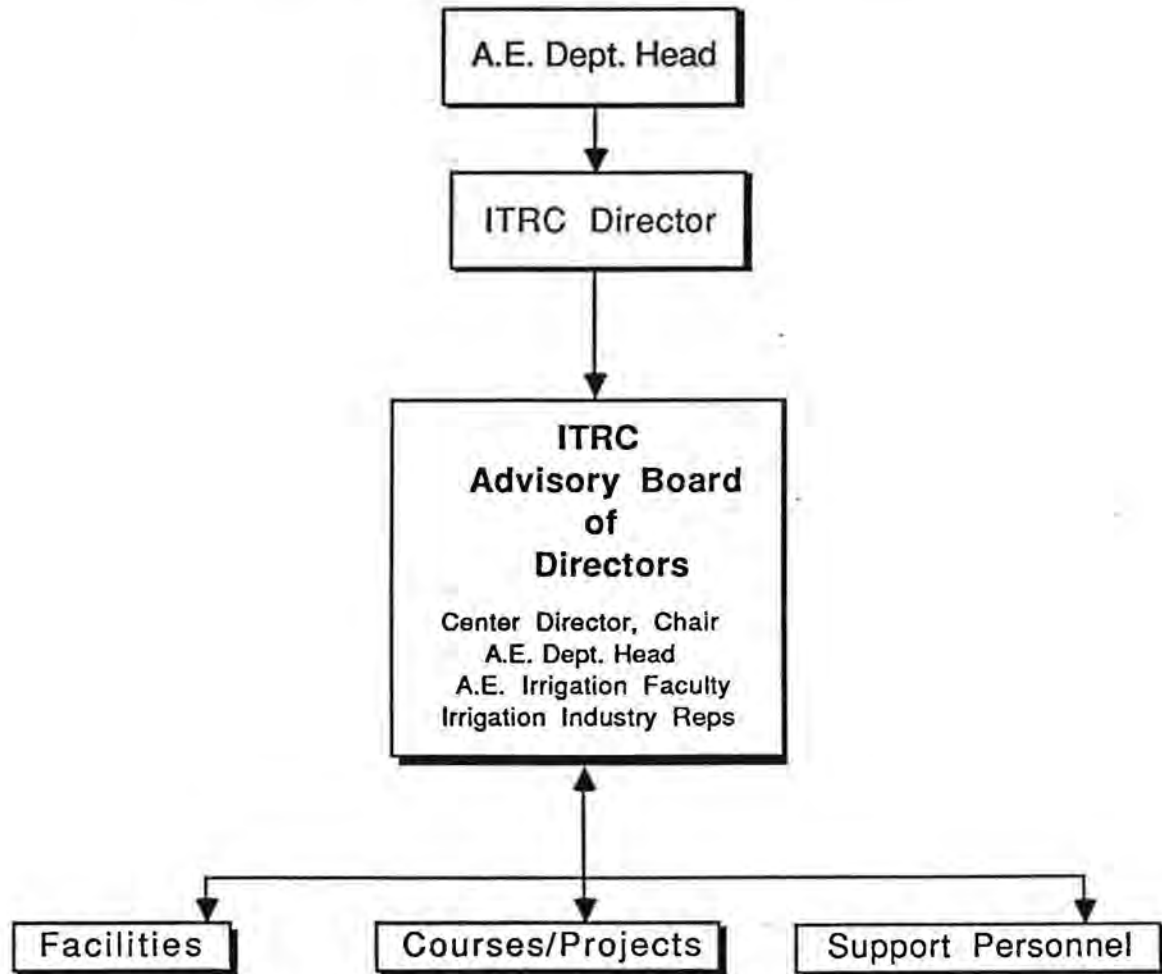 A.E. Dept. Head
ITRC Director
ITRC
Advisory Board
of
Directors
Center Director, Chair
A.E. Dept. Head
A.E. Irrigation Faculty
Irrigation Industry Reps
Facilities
Courses/Projects
Support Personnel